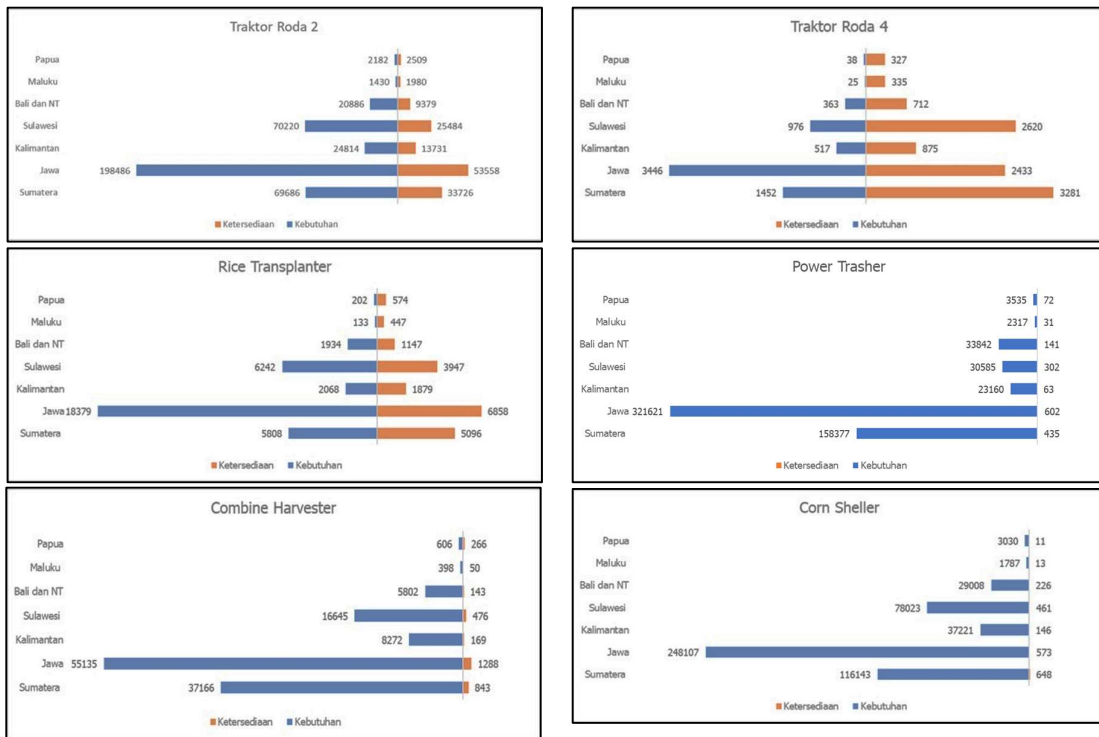 Traktor Roda 2
Papua 2182 2509
Maluku 1430 1980
Bali dan NT 20886 9379
Sulawesi 70220 25484
Kalimantan 24814 13731
Jawa 198486 53558
Sumatera 69686 33726
Ketersediaan Kebutuhan
Traktor Roda 4
Papua 38 327
Maluku 25 335
Bali dan NT 363 712
Sulawesi 976 2620
Kalimantan 517 875
Jawa 3446 2433
Sumatera 1452 3281
Ketersediaan Kebutuhan
Rice Transplanter
Papua 202 574
Maluku 133 447
Bali dan NT 1934 1147
Sulawesi 6242 3947
Kalimantan 2068 1879
Jawa 18379 6858
Sumatera 5808 5096
Ketersediaan Kebutuhan
Power Trasher
Papua 3535 72
Maluku 2317 31
Bali dan NT 33842 141
Sulawesi 30585 302
Kalimantan 23160 63
Jawa 321621 602
Sumatera 158377 435
Ketersediaan Kebutuhan
Combine Harvester
Papua 606 266
Maluku 398 50
Bali dan NT 5802 143
Sulawesi 16645 476
Kalimantan 8272 169
Jawa 55135 1288
Sumatera 37166 843
Ketersediaan Kebutuhan
Corn Sheller
Papua 3030 11
Maluku 1787 13
Bali dan NT 29008 226
Sulawesi 78023 461
Kalimantan 37221 146
Jawa 248107 573
Sumatera 116143 648
Ketersediaan Kebutuhan